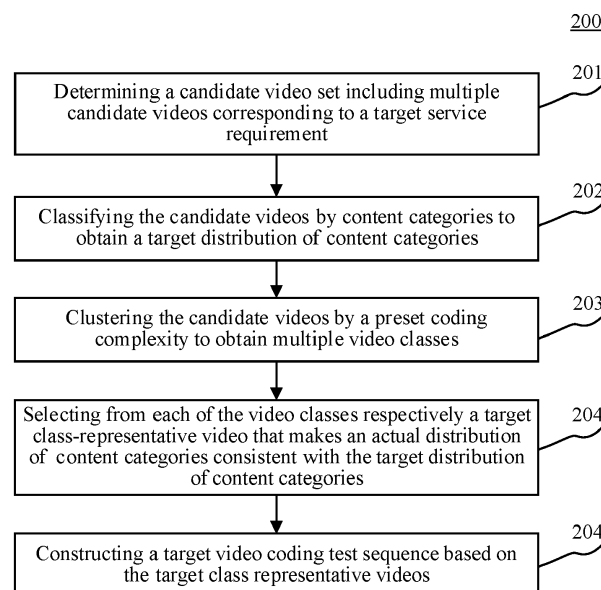 200
201
Determining a candidate video set including multiple
candidate videos corresponding to a target service
requirement
202
Classifying the candidate videos by content categories to
obtain a target distribution of content categories
203
Clustering the candidate videos by a preset coding
complexity to obtain multiple video classes
204
Selecting from each of the video classes respectively a target
class-representative video that makes an actual distribution
of content categories consistent with the target distribution
of content categories
204
Constructing a target video coding test sequence based on
the target class representative videos